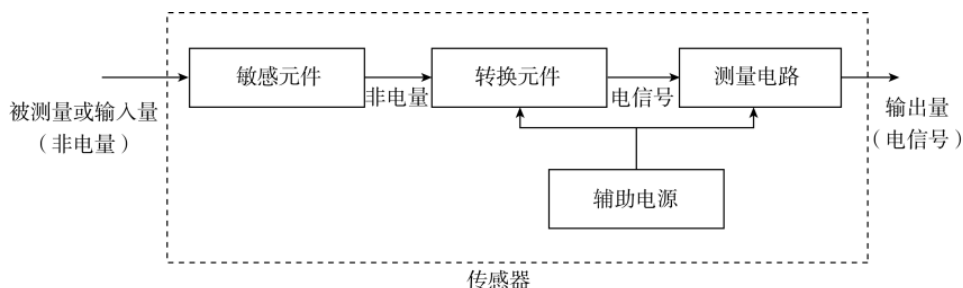 敏感元件
转换元件
测量电路
被测量或输入量
（非电量）
非电量
电信号
输出量
（电信号）
辅助电源
传感器